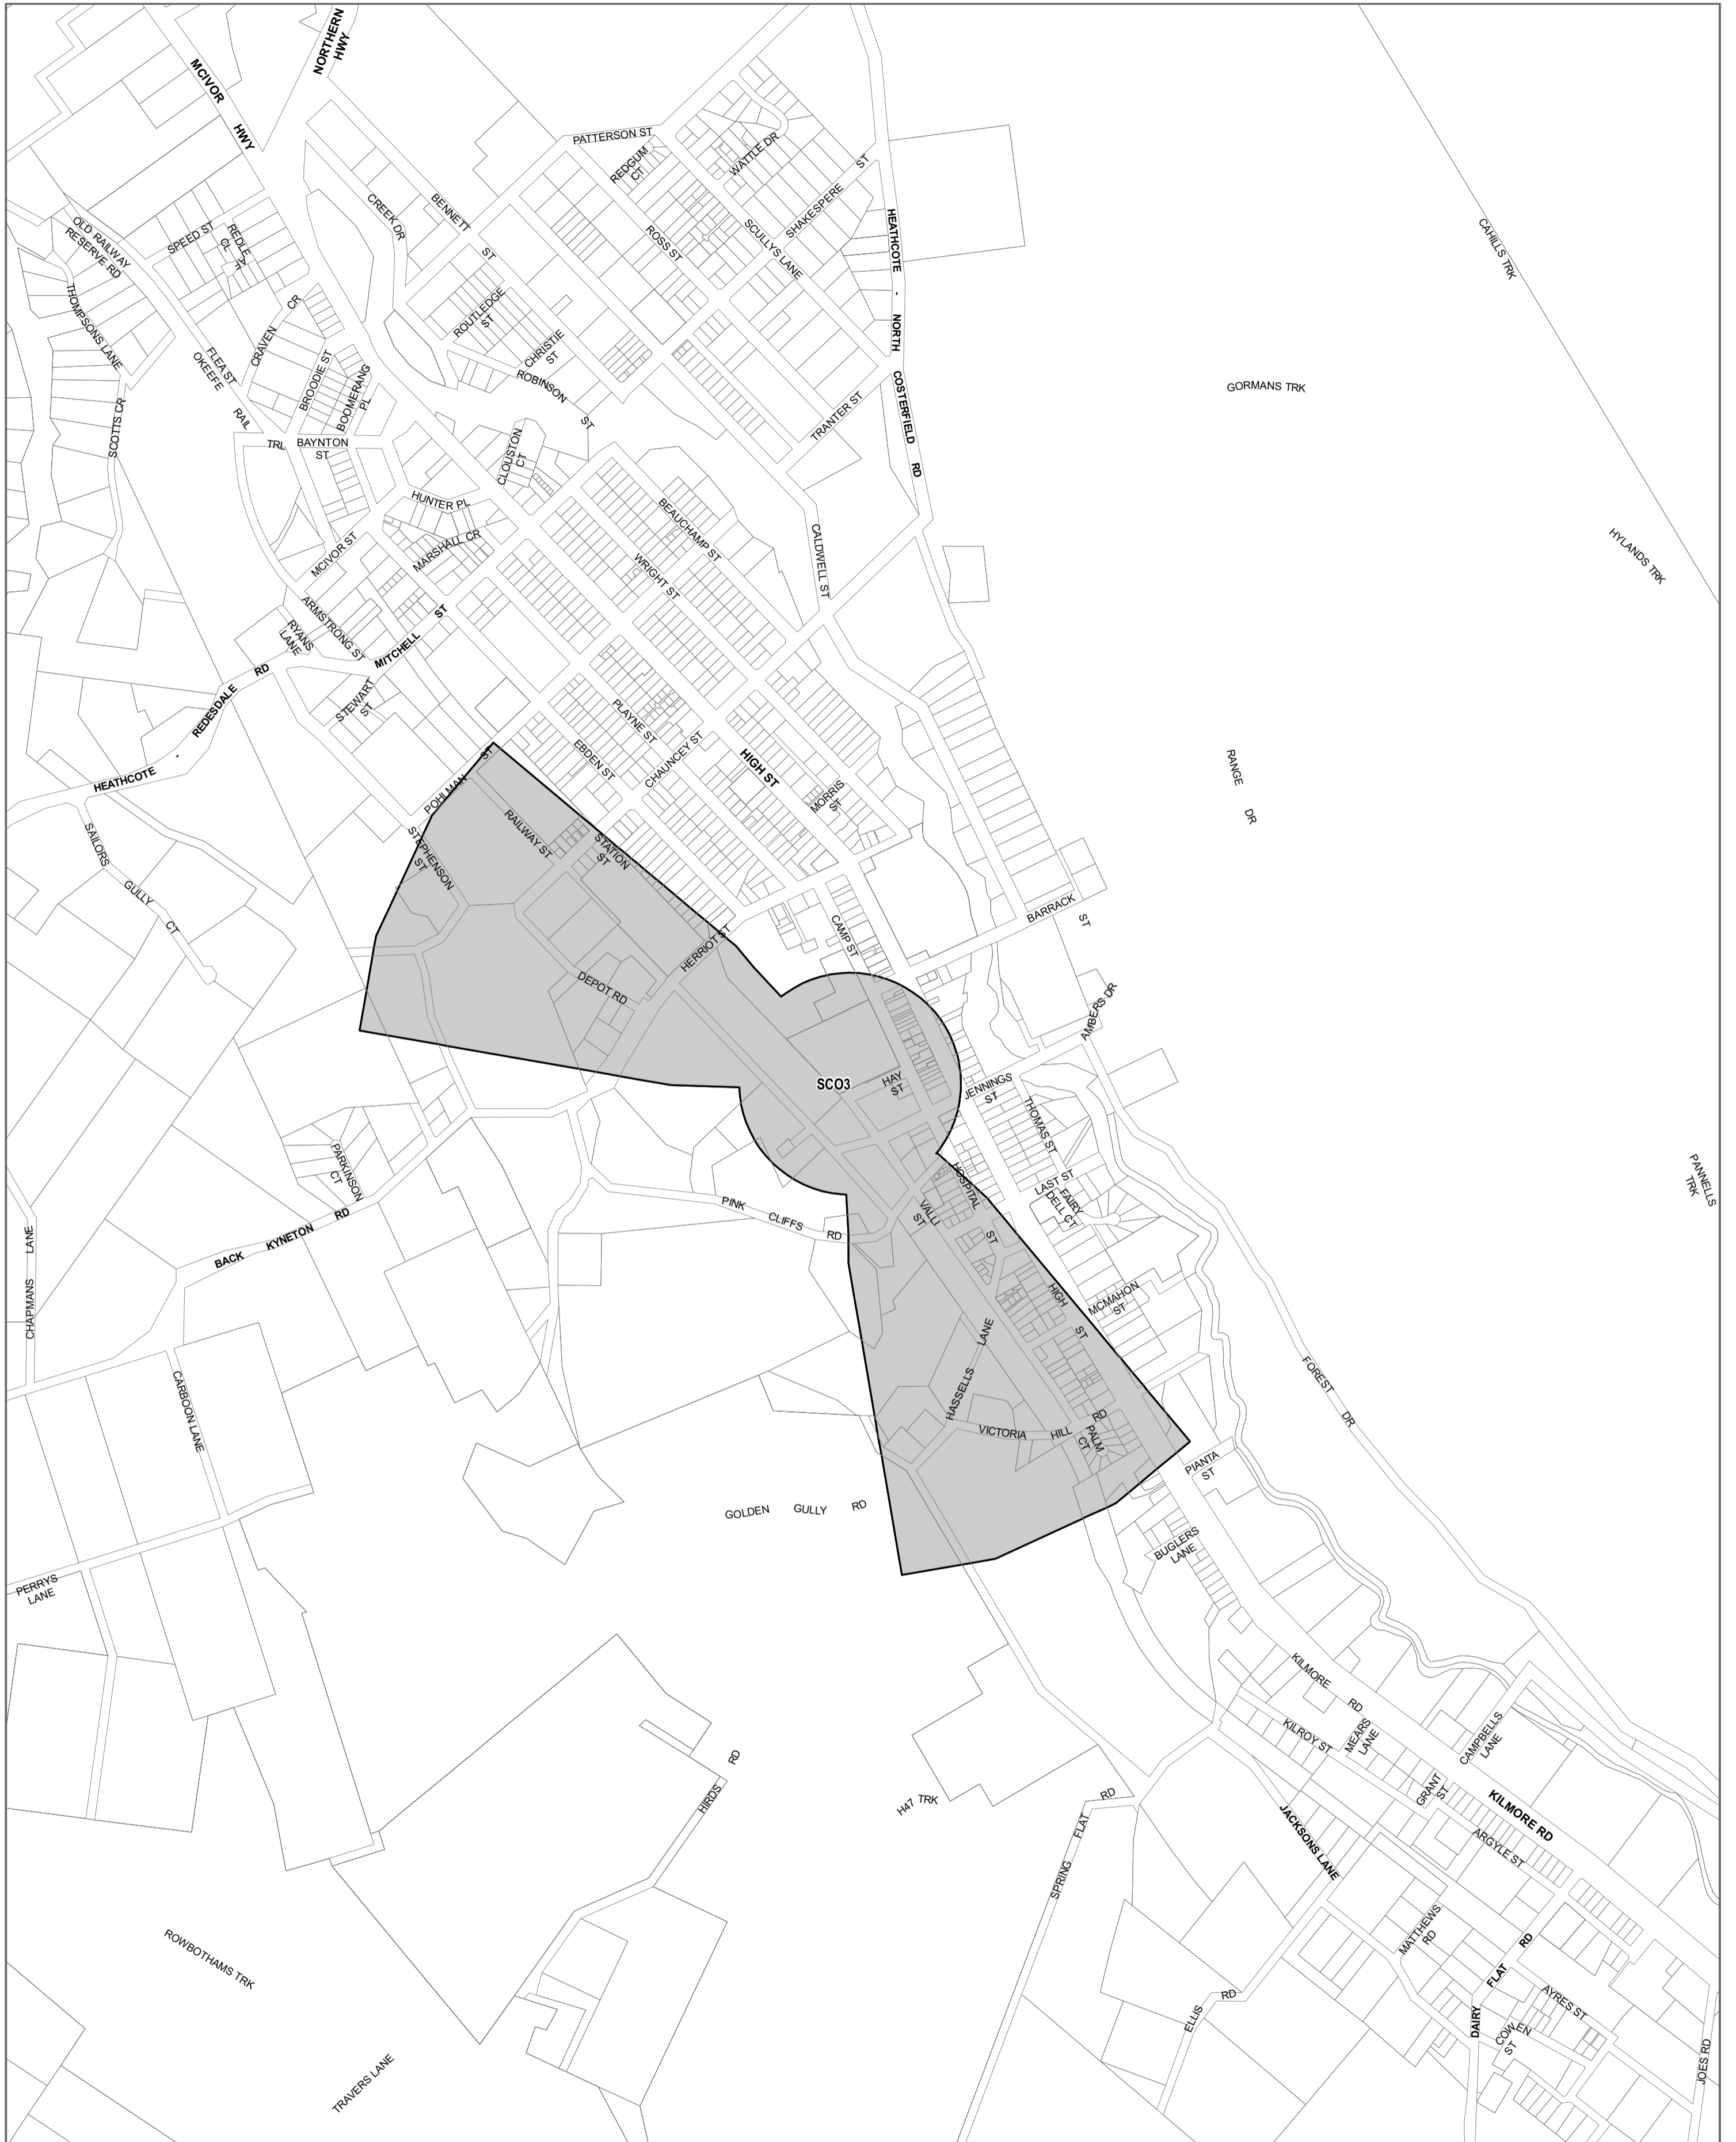 NORTHERN
HWY
MCIVOR
HWY
PATTERSON ST
REDGUM
CT
WATTLE DR
SHAKESPERE ST
BENNETT ST
CREEK DR
ROSS ST
SCULLYS LANE
HEATHCOTE - NORTH COSTERFIELD RD
CAHILLS TRK
OLD RAILWAY
RESERVE RD
SPEED ST
REDLEAF
CL
THOMPSONS LANE
CRAVEN CR
ROUTLEDGE
ST
CHRISTIE
ST
ROBINSON ST
FLEA ST
OKEEFE RAIL TRL
BROODIE ST
BOOMERANG
PL
BAYNTON
ST
SCOTTS CR
TRANTER ST
GORMANS TRK
CLOUSTON
CT
HUNTER PL
BEAUCHAMP ST
CALDWELL ST
HYLANDS TRK
MCIVOR ST
MARSHALL CR
WRIGHT ST
ARMSTRONG ST
RYANS
LANE
MITCHELL ST
STEWART
ST
HEATHCOTE - REDESDALE RD
PLAYNE ST
EBDEN ST
CHAUNCEY ST
HIGH ST
MORRIS
ST
RANGE DR
POHLMAN ST
RAILWAY ST
STATION
ST
STEPHENSON
ST
SAILORS GULLY CT
BARRACK ST
CAMP ST
HERRIOT ST
DEPOT RD
AMBERS DR
SCO3
HAY
ST
JENNINGS
ST
THOMAS ST
PARKINSON
CT
LAST ST
FAIRY
DELL CT
PANNELLS
TRK
HOSPITAL ST
VALLI
ST
PINK CLIFFS RD
BACK KYNETON RD
CHAPMANS LANE
HIGH ST
MCMAHON
ST
HASSELLS LANE
FOREST DR
CARBOON LANE
VICTORIA HILL RD
PALM
CT
PIANTA
ST
GOLDEN GULLY RD
BUGLERS
LANE
PERRYS
LANE
KILMORE RD
KILROY ST
MEARS
LANE
CAMPBELLS
LANE
HIRDS RD
GRANT
ST
H47 TRK
SPRING FLAT RD
JACKSONS LANE
KILMORE RD
ARGYLE ST
MATTHEWS
RD
ROWBOTHAMS TRK
DAIRY FLAT RD
AYRES ST
COWEN
ST
ELLIS RD
JOES RD
TRAVERS LANE